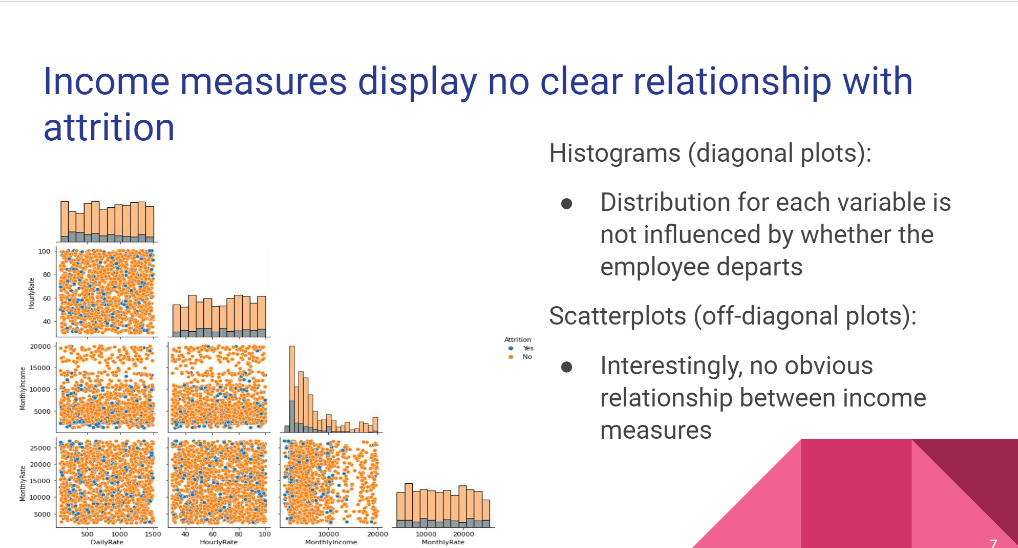 Income measures display no clear relationship with
attrition
Histograms (diagonal plots):
● Distribution for each variable is
not influenced by whether the
employee departs
Scatterplots (off-diagonal plots):
● Interestingly, no obvious
relationship between income
measures
100
80
60
40
HourlyRate
20000
15000
10000
5000
MonthlyIncome
Attrition
Yes
No
25000
20000
15000
10000
5000
MonthlyRate
500 1000 1500
DailyRate
40 60 80 100
HourlyRate
10000 20000
MonthlyIncome
10000 20000
MonthlyRate
7